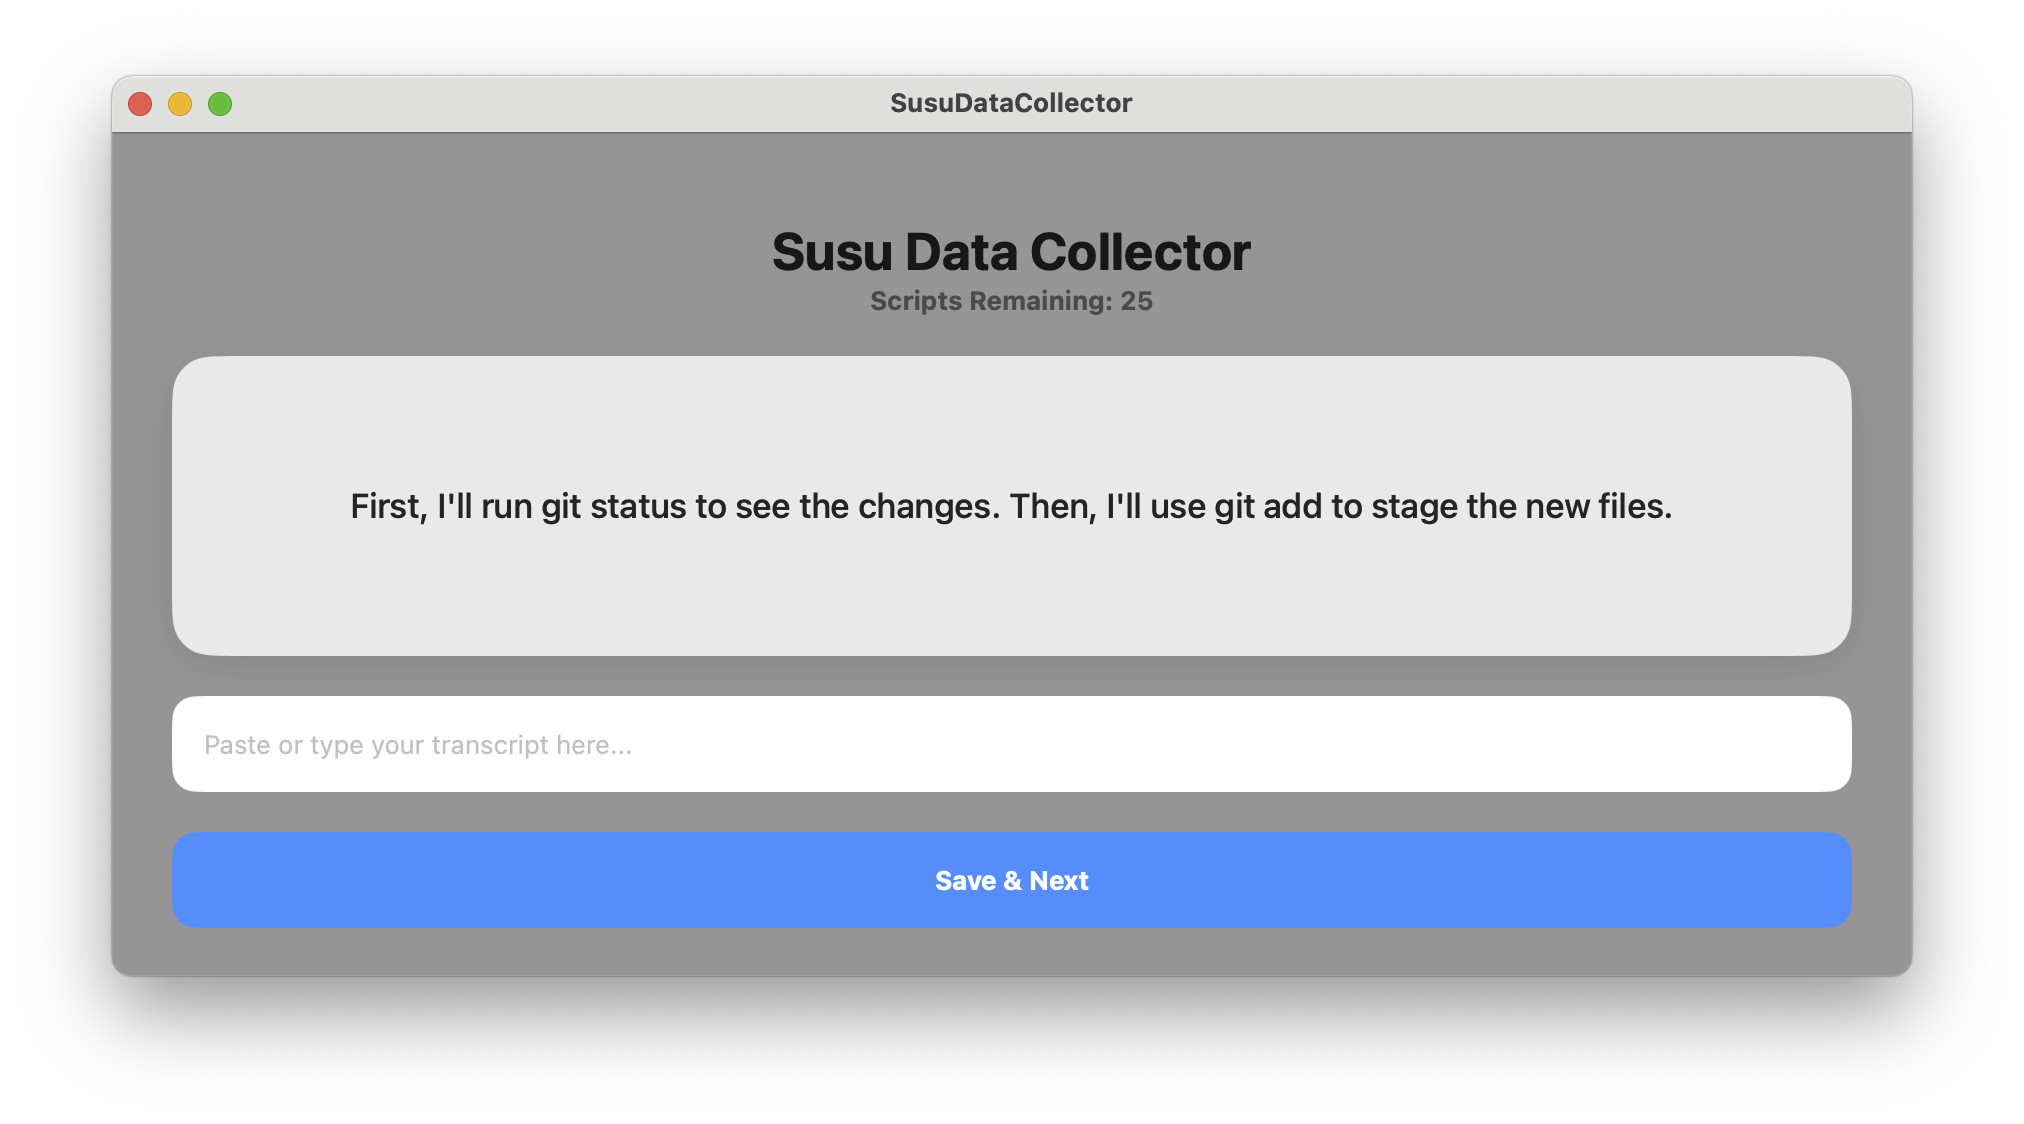 SusuDataCollector
Susu Data Collector
Scripts Remaining: 25
First, I'll run git status to see the changes. Then, I'll use git add to stage the new files.
Paste or type your transcript here...
Save & Next